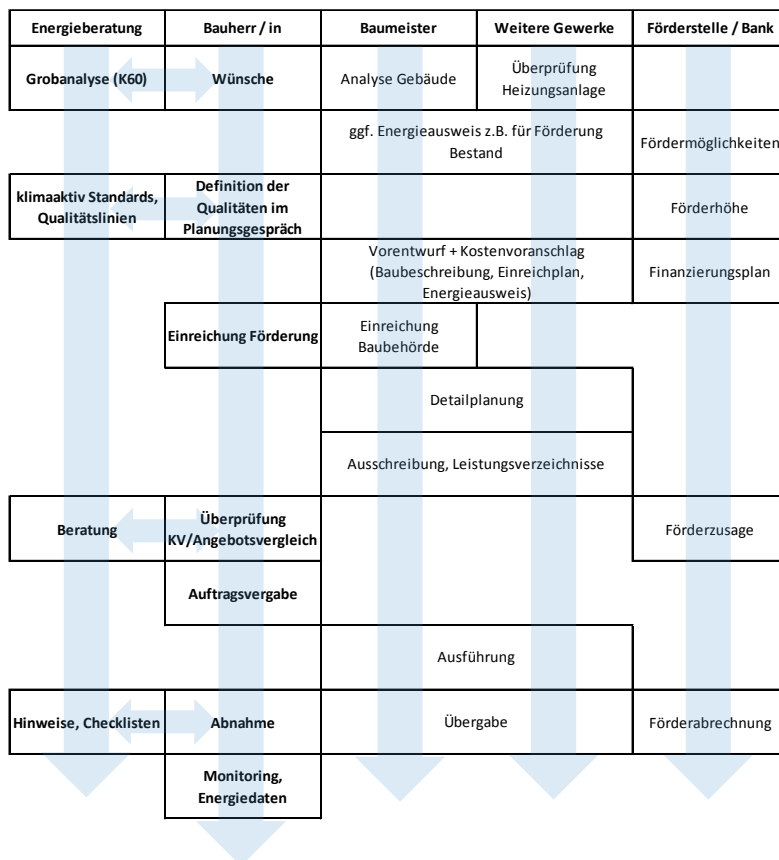 Energieberatung
Bauherr / in
Baumeister
Weitere Gewerke
Förderstelle / Bank
Grobanalyse (K60)
Wünsche
Analyse Gebäude
Überprüfung
Heizungsanlage
ggf. Energieausweis z.B. für Förderung
Bestand
Fördermöglichkeiten
klimaaktiv Standards,
Qualitätslinien
Definition der
Qualitäten im
Planungsgespräch
Förderhöhe
Vorentwurf + Kostenvoranschlag
(Baubeschreibung, Einreichplan,
Energieausweis)
Finanzierungsplan
Einreichung Förderung
Einreichung
Baubehörde
Detailplanung
Ausschreibung, Leistungsverzeichnisse
Beratung
Überprüfung
KV/Angebotsvergleich
Förderzusage
Auftragsvergabe
Ausführung
Hinweise, Checklisten
Abnahme
Übergabe
Förderabrechnung
Monitoring,
Energiedaten